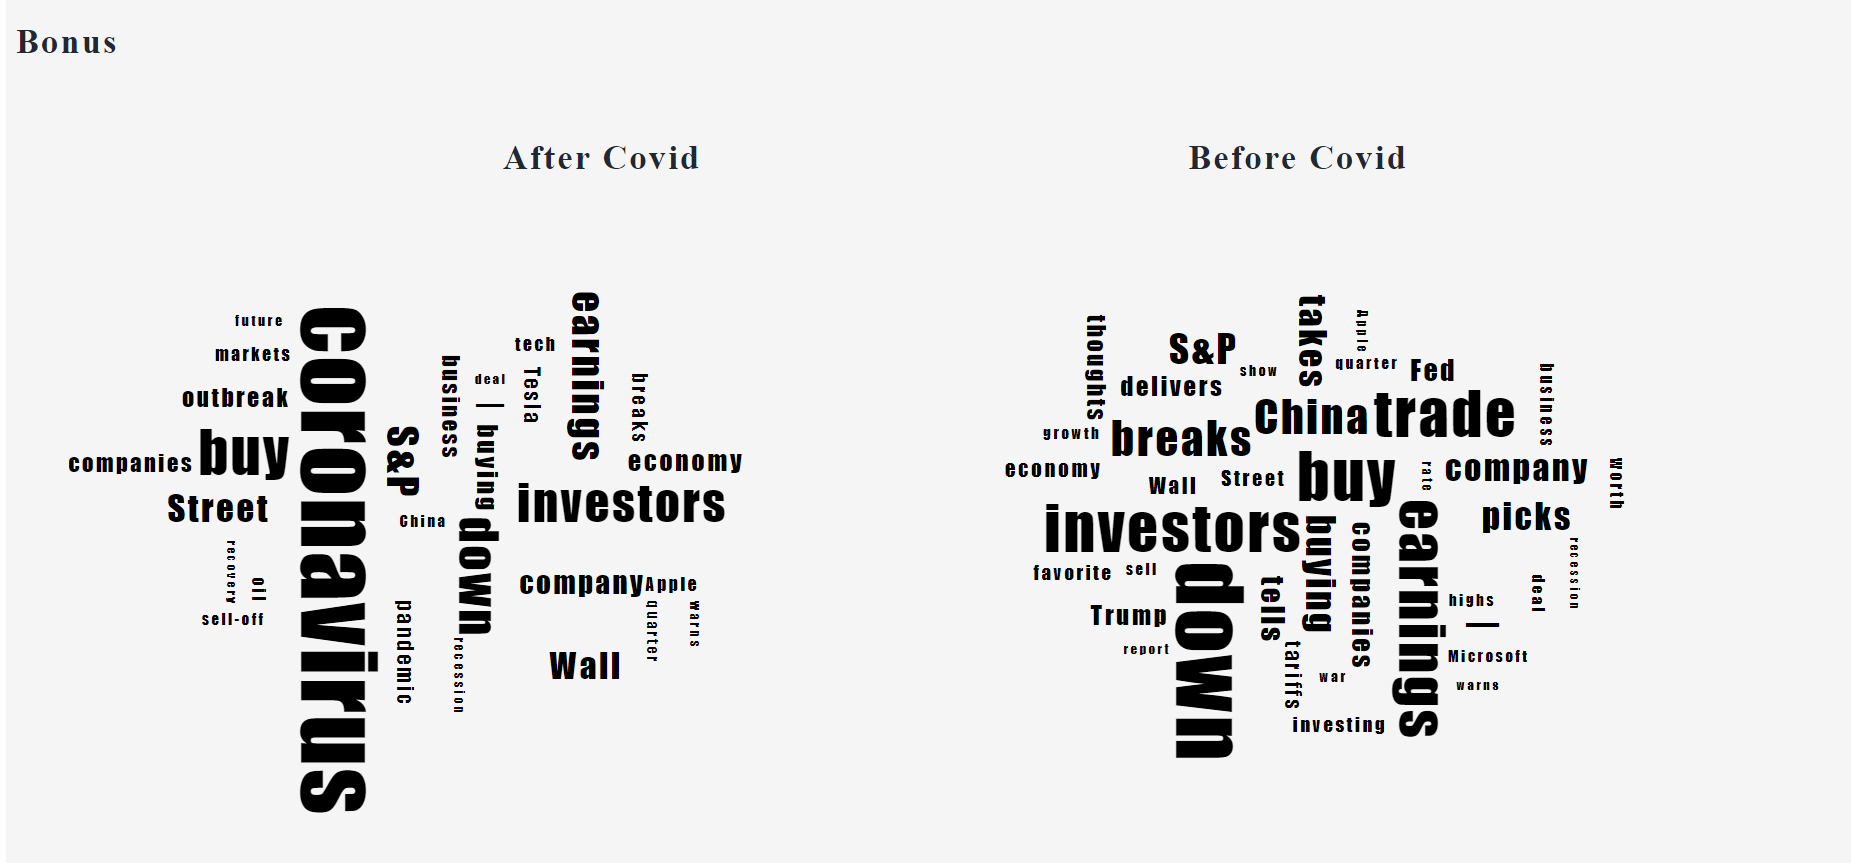 Bonus
After Covid
Before Covid
future
markets
outbreak
companies
buy
Street
recovery
oil
sell-off
coronavirus
S&P
China
business
deal
|
buying
down
pandemic
recession
tech
Tesla
earnings
breaks
economy
investors
company
Apple
quarter
warns
Wall
thoughts
S&P
delivers
show
takes
Apple
quarter
Fed
growth
breaks
China
trade
business
economy
Wall
Street
buy
rate
company
worth
investors
picks
favorite
sell
buying
companies
earnings
recession
Trump
report
down
tells
tariffs
war
investing
highs
deal
|
Microsoft
warns